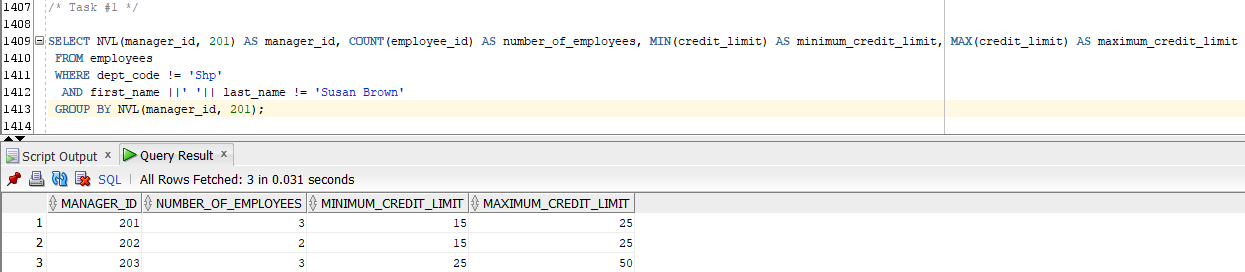 1407 /* Task #1 */
1408
1409 SELECT NVL(manager_id, 201) AS manager_id, COUNT(employee_id) AS number_of_employees, MIN(credit_limit) AS minimum_credit_limit, MAX(credit_limit) AS maximum_credit_limit
1410 FROM employees
1411 WHERE dept_code != 'Shp'
1412 AND first_name ||' '|| last_name != 'Susan Brown'
1413 GROUP BY NVL(manager_id, 201);
1414
Script Output x Query Result x
SQL | All Rows Fetched: 3 in 0.031 seconds
MANAGER_ID NUMBER_OF_EMPLOYEES MINIMUM_CREDIT_LIMIT MAXIMUM_CREDIT_LIMIT
1 201 3 15 25
2 202 2 15 25
3 203 3 25 50